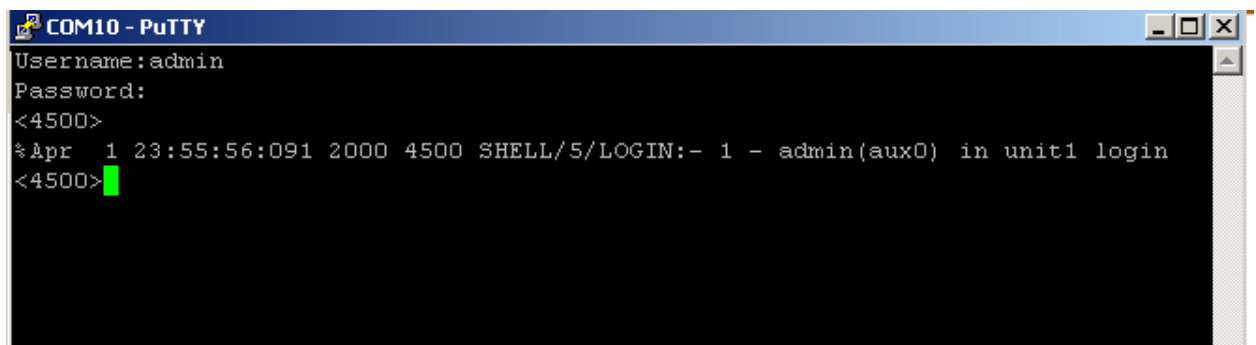 COM10 - PuTTY
Username:admin
Password:
<4500>
%Apr  1 23:55:56:091 2000 4500 SHELL/5/LOGIN:- 1 - admin(aux0) in unit1 login
<4500>